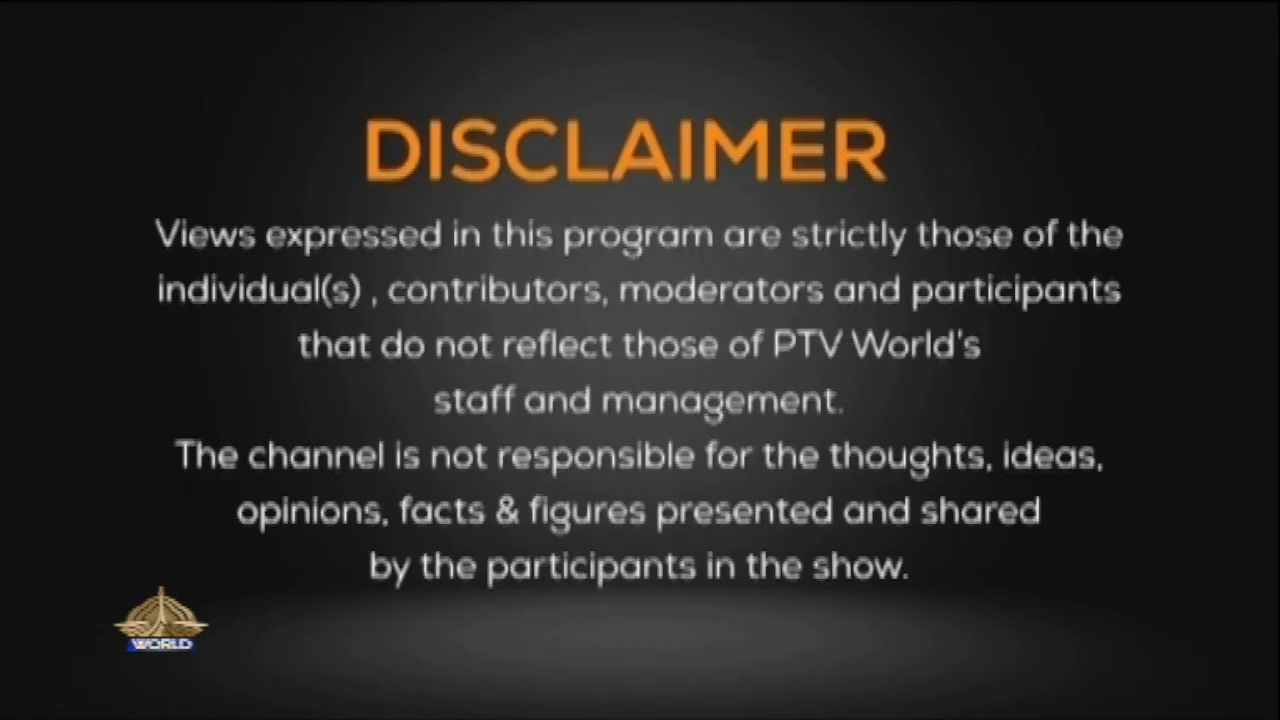 DISCLAIMER
Views expressed in this program are strictly those of the
individual(s) , contributors, moderators and participants
that do not reflect those of PTV World's
staff and management.
The channel is not responsible for the thoughts, ideas,
opinions, facts & figures presented and shared
by the participants in the show.
WORLD